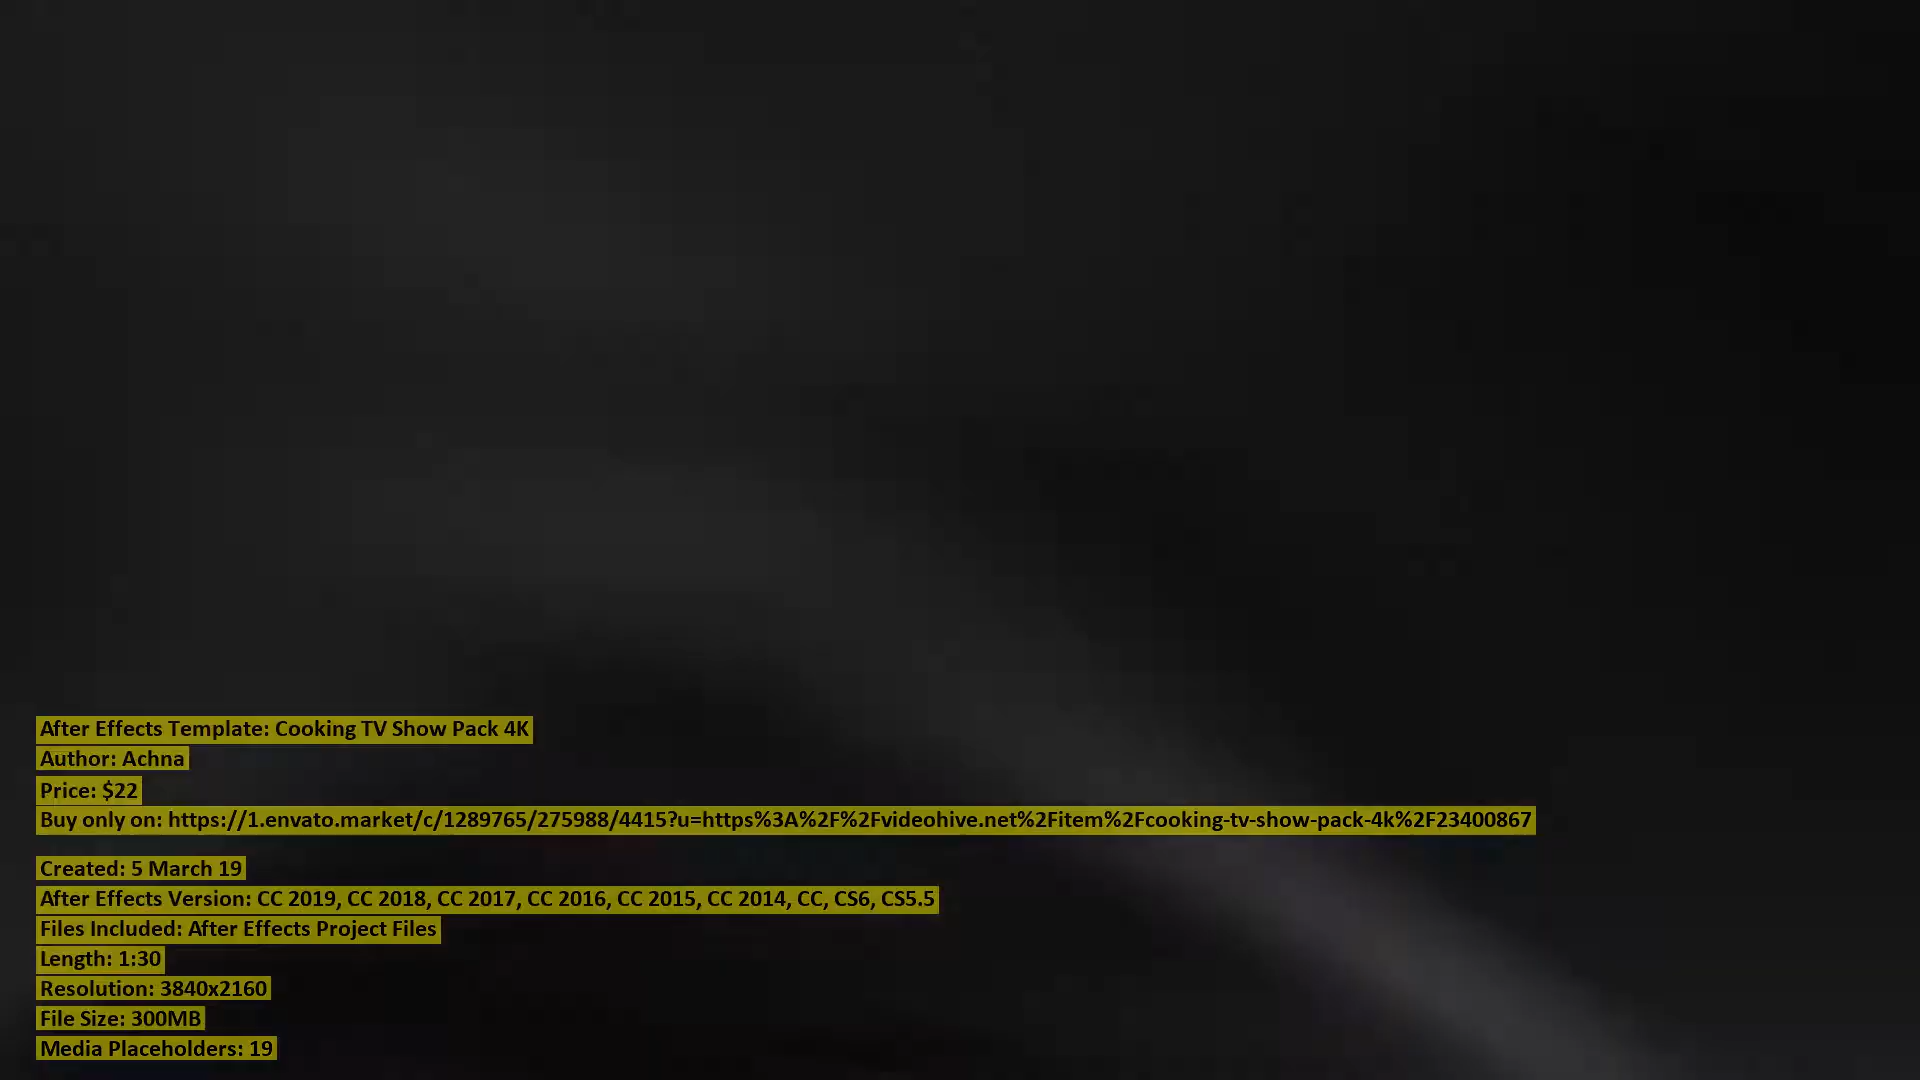 After Effects Template: Cooking TV Show Pack 4K
Author: Achna
Price: $22
Buy only on: https://1.envato.market/c/1289765/275988/4415?u=https%3A%2F%2Fvideohive.net%2Fitem%2Fcooking-tv-show-pack-4k%2F23400867
Created: 5 March 19
After Effects Version: CC 2019, CC 2018, CC 2017, CC 2016, CC 2015, CC 2014, CC, CS6, CS5.5
Files Included: After Effects Project Files
Length: 1:30
Resolution: 3840x2160
File Size: 300MB
Media Placeholders: 19